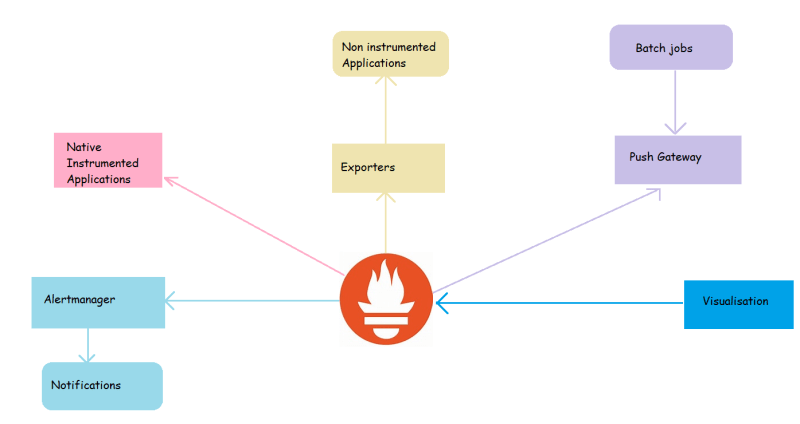 Non instrumented
Applications
Batch jobs
Native
Instrumented
Applications
Exporters
Push Gateway
Alertmanager
Visualisation
Notifications